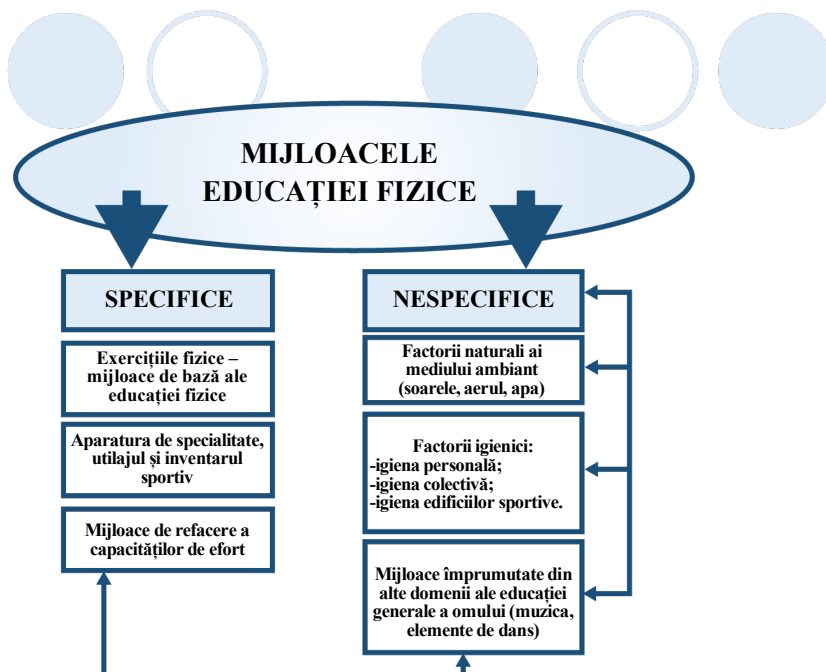 MIJLOACELE
EDUCAȚIEI FIZICE
SPECIFICE
Exercițiile fizice –
mijloace de bază ale
educației fizice
Aparatura de specialitate,
utilajul și inventarul
sportiv
Mijloace de refacere a
capacităților de efort
NESPECIFICE
Factorii naturali ai
mediului ambiant
(soarele, aerul, apa)
Factorii igienici:
-igiena personală;
-igiena colectivă;
-igiena edificiilor sportive.
Mijloace împrumutate din
alte domenii ale educației
generale a omului (muzica,
elemente de dans)